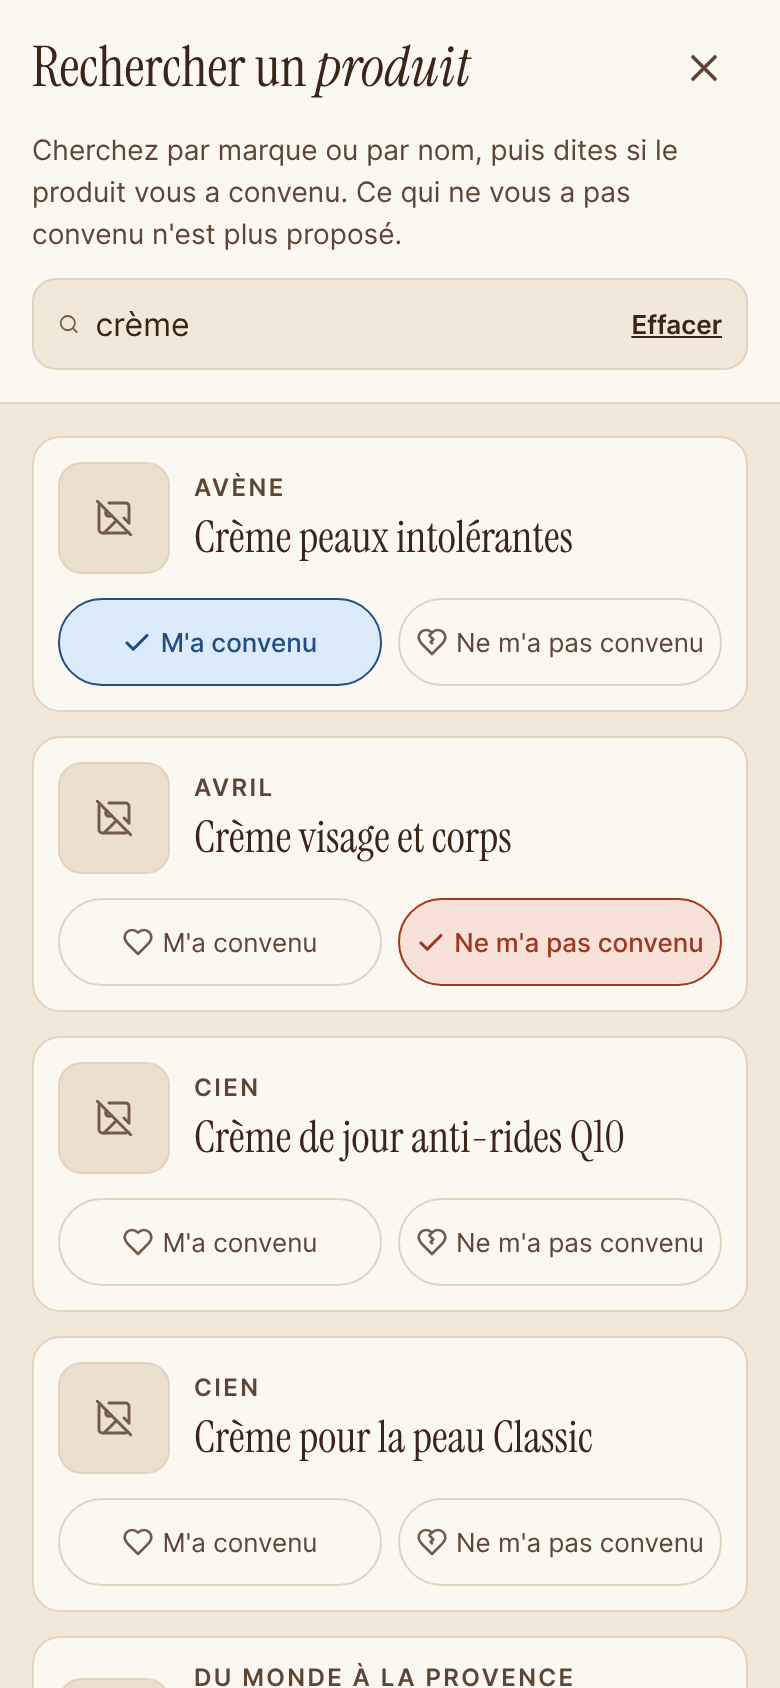 Rechercher un produit
Cherchez par marque ou par nom, puis dites si le
produit vous a convenu. Ce qui ne vous a pas
convenu n'est plus proposé.
crème
Effacer
AVÈNE
Crème peaux intolérantes
M'a convenu
Ne m'a pas convenu
AVRIL
Crème visage et corps
M'a convenu
Ne m'a pas convenu
CIEN
Crème de jour anti-rides Q10
M'a convenu
Ne m'a pas convenu
CIEN
Crème pour la peau Classic
M'a convenu
Ne m'a pas convenu
DU MONDE À LA PROVENCE